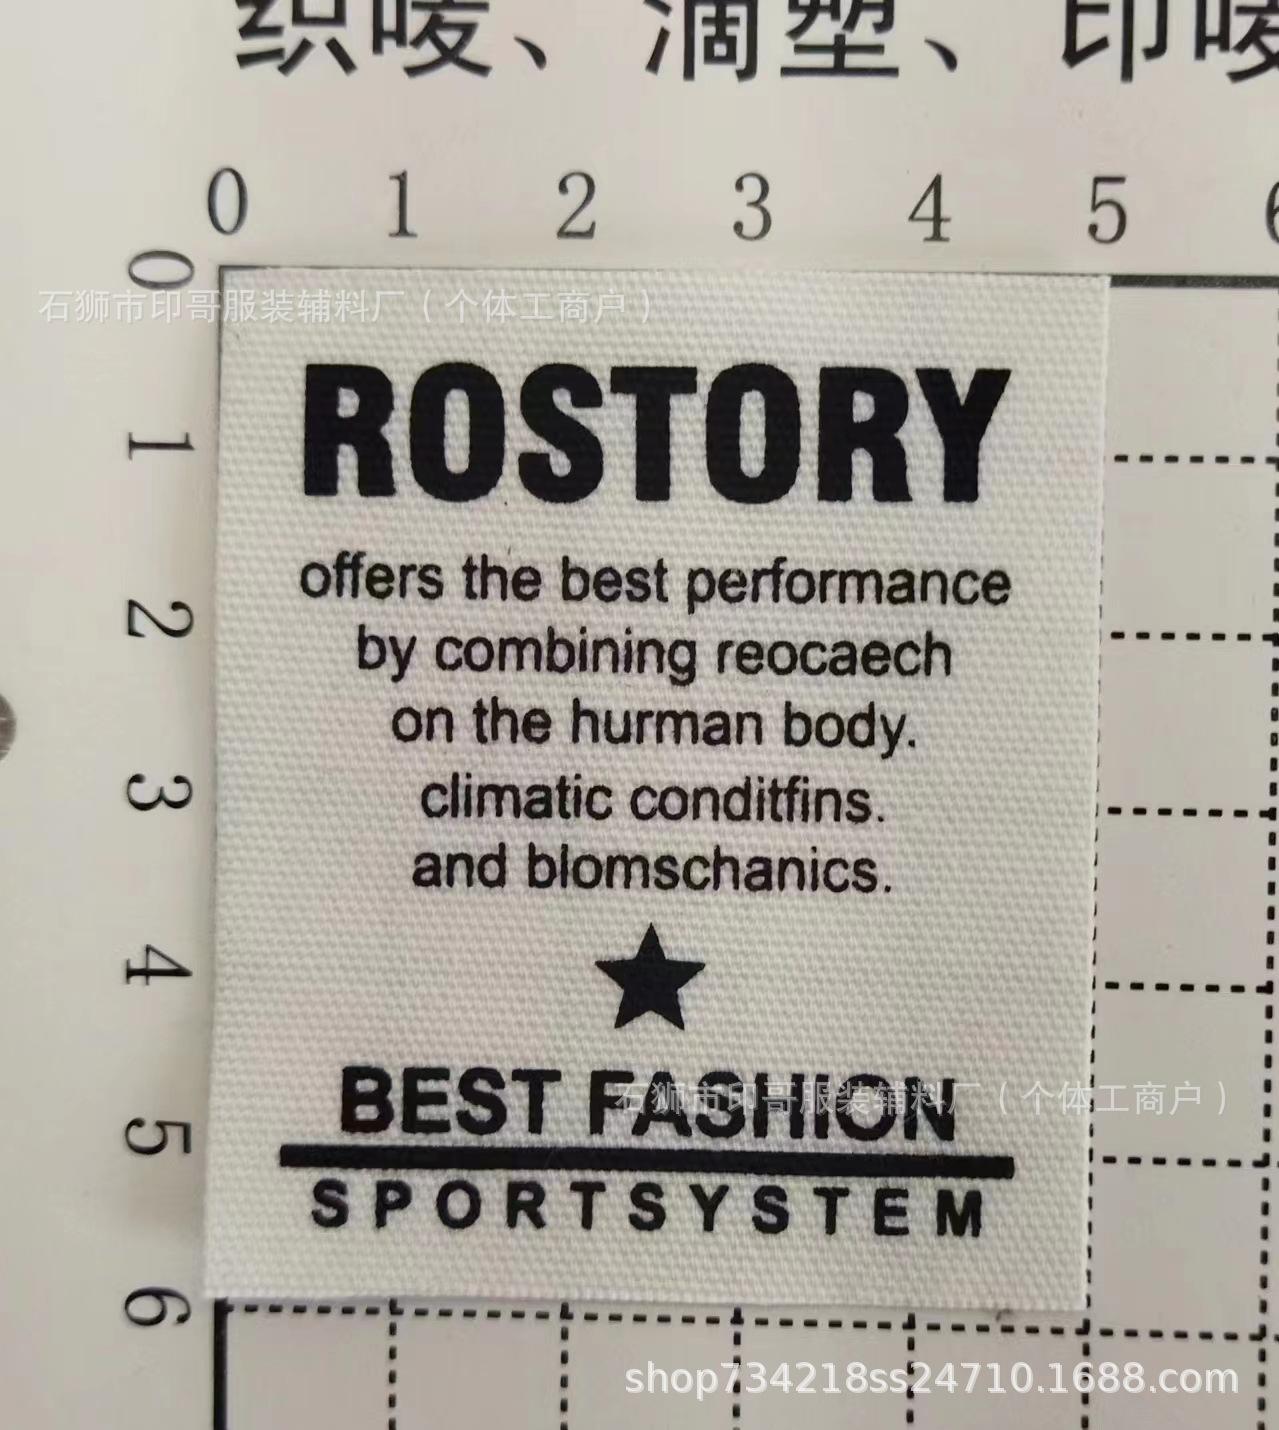 织唛、滴塑、印唛
0 1 2 3 4 5 6
0
石狮市印哥服装辅料厂（个体工商户）
ROSTORY
1
offers the best performance
2
by combining reocaech
on the hurman body.
3
climatic conditfins.
and blomschanics.
4
BEST FASHION
石狮市印哥服装辅料厂（个体工商户）
5
SPORTSYSTEM
6
shop734218ss24710.1688.com